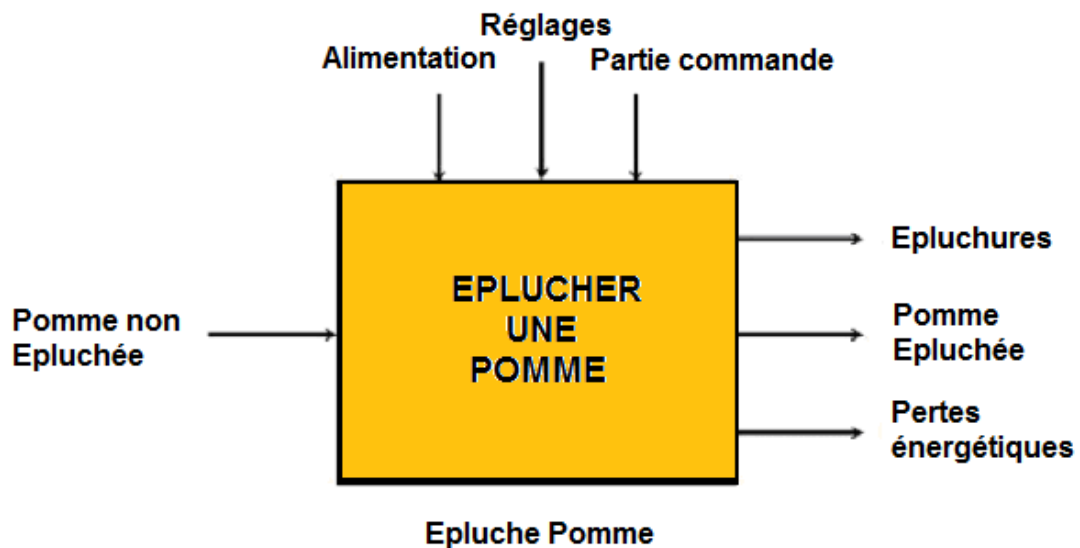 Réglages
Alimentation
Partie commande
Epluchures
EPLUCHER
UNE
POMME
Pomme non
Epluchée
Pomme
Epluchée
Pertes
énergétiques
Epluche Pomme